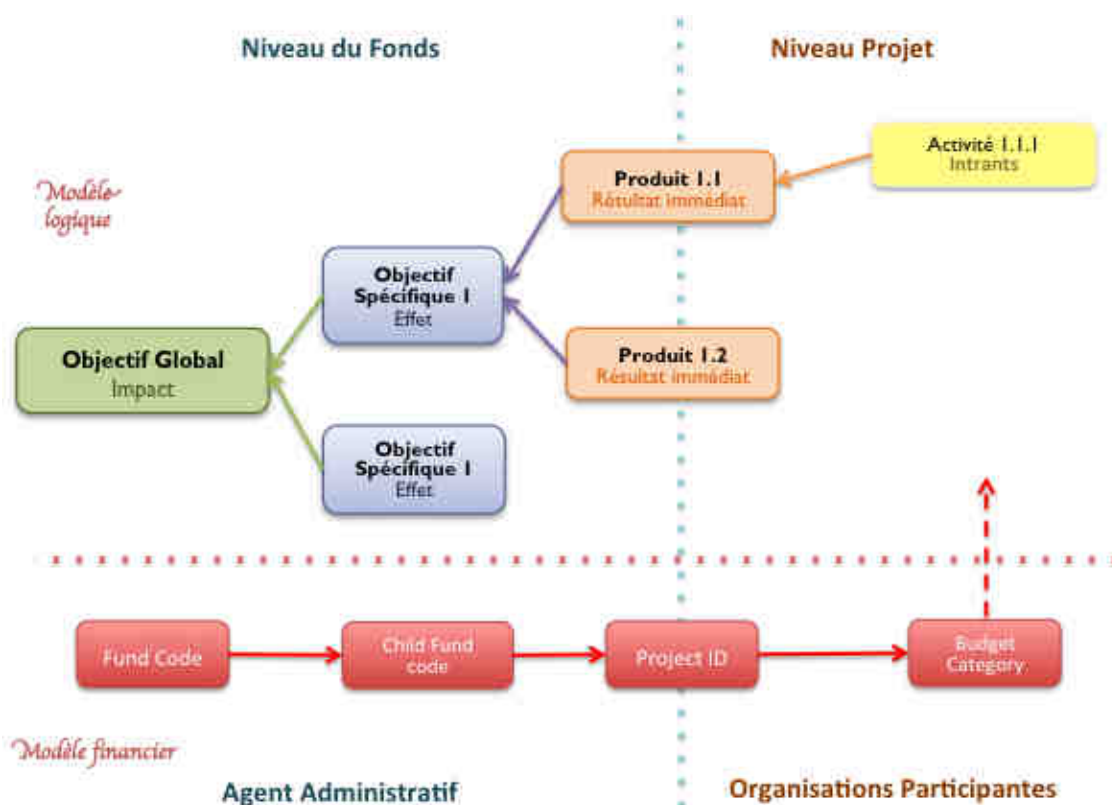 Niveau du Fonds
Niveau Projet
Activité 1.1.1
Intrants
Produit 1.1
Résultat immédiat
Modèle
logique
Objectif
Spécifique 1
Effet
Objectif Global
Impact
Produit 1.2
Résultat immédiat
Objectif
Spécifique 1
Effet
Fund Code
Child Fund
code
Project ID
Budget
Category
Modèle financier
Agent Administratif
Organisations Participantes